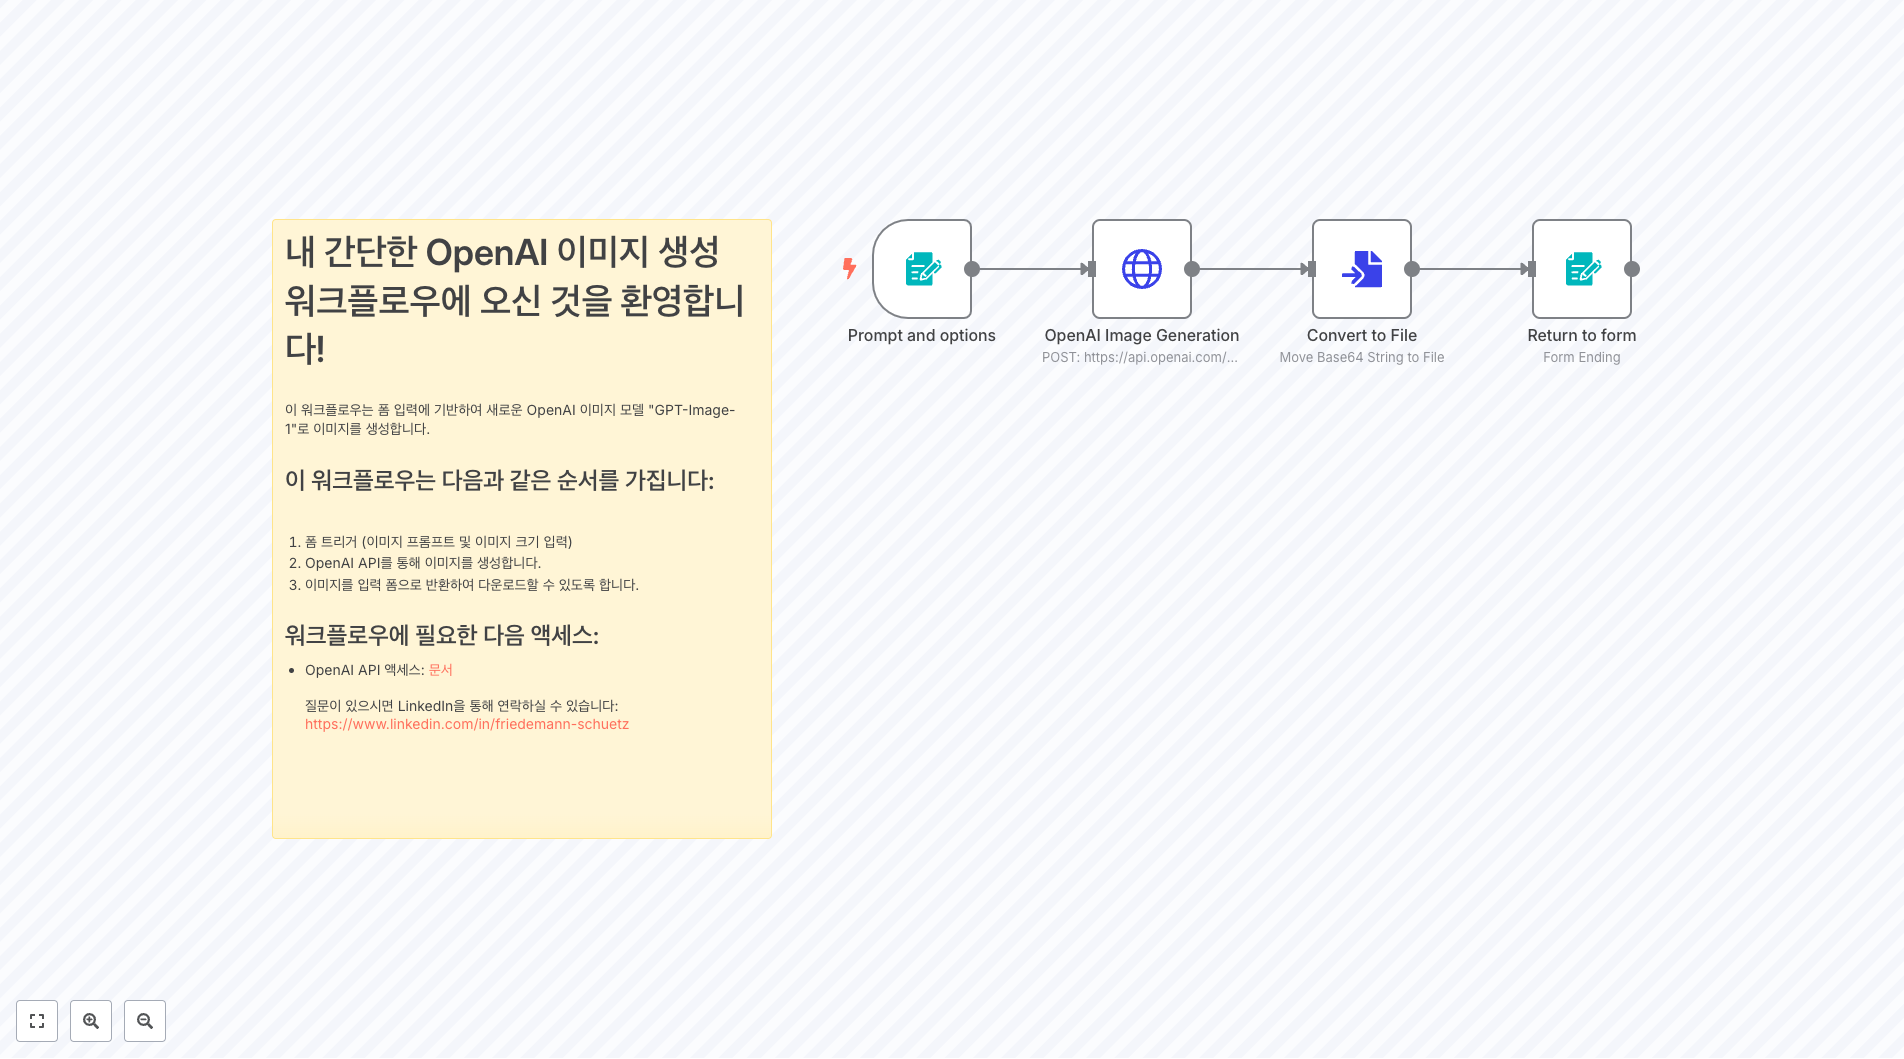 내 간단한 OpenAI 이미지 생성
워크플로우에 오신 것을 환영합니
다!
이 워크플로우는 폼 입력에 기반하여 새로운 OpenAI 이미지 모델 "GPT-Image-
1"로 이미지를 생성합니다.
이 워크플로우는 다음과 같은 순서를 가집니다:
1. 폼 트리거 (이미지 프롬프트 및 이미지 크기 입력)
2. OpenAI API를 통해 이미지를 생성합니다.
3. 이미지를 입력 폼으로 반환하여 다운로드할 수 있도록 합니다.
워크플로우에 필요한 다음 액세스:
• OpenAI API 액세스: 문서
질문이 있으시면 LinkedIn을 통해 연락하실 수 있습니다:
https://www.linkedin.com/in/friedemann-schuetz
Prompt and options
OpenAI Image Generation
POST: https://api.openai.com/...
Convert to File
Move Base64 String to File
Return to form
Form Ending